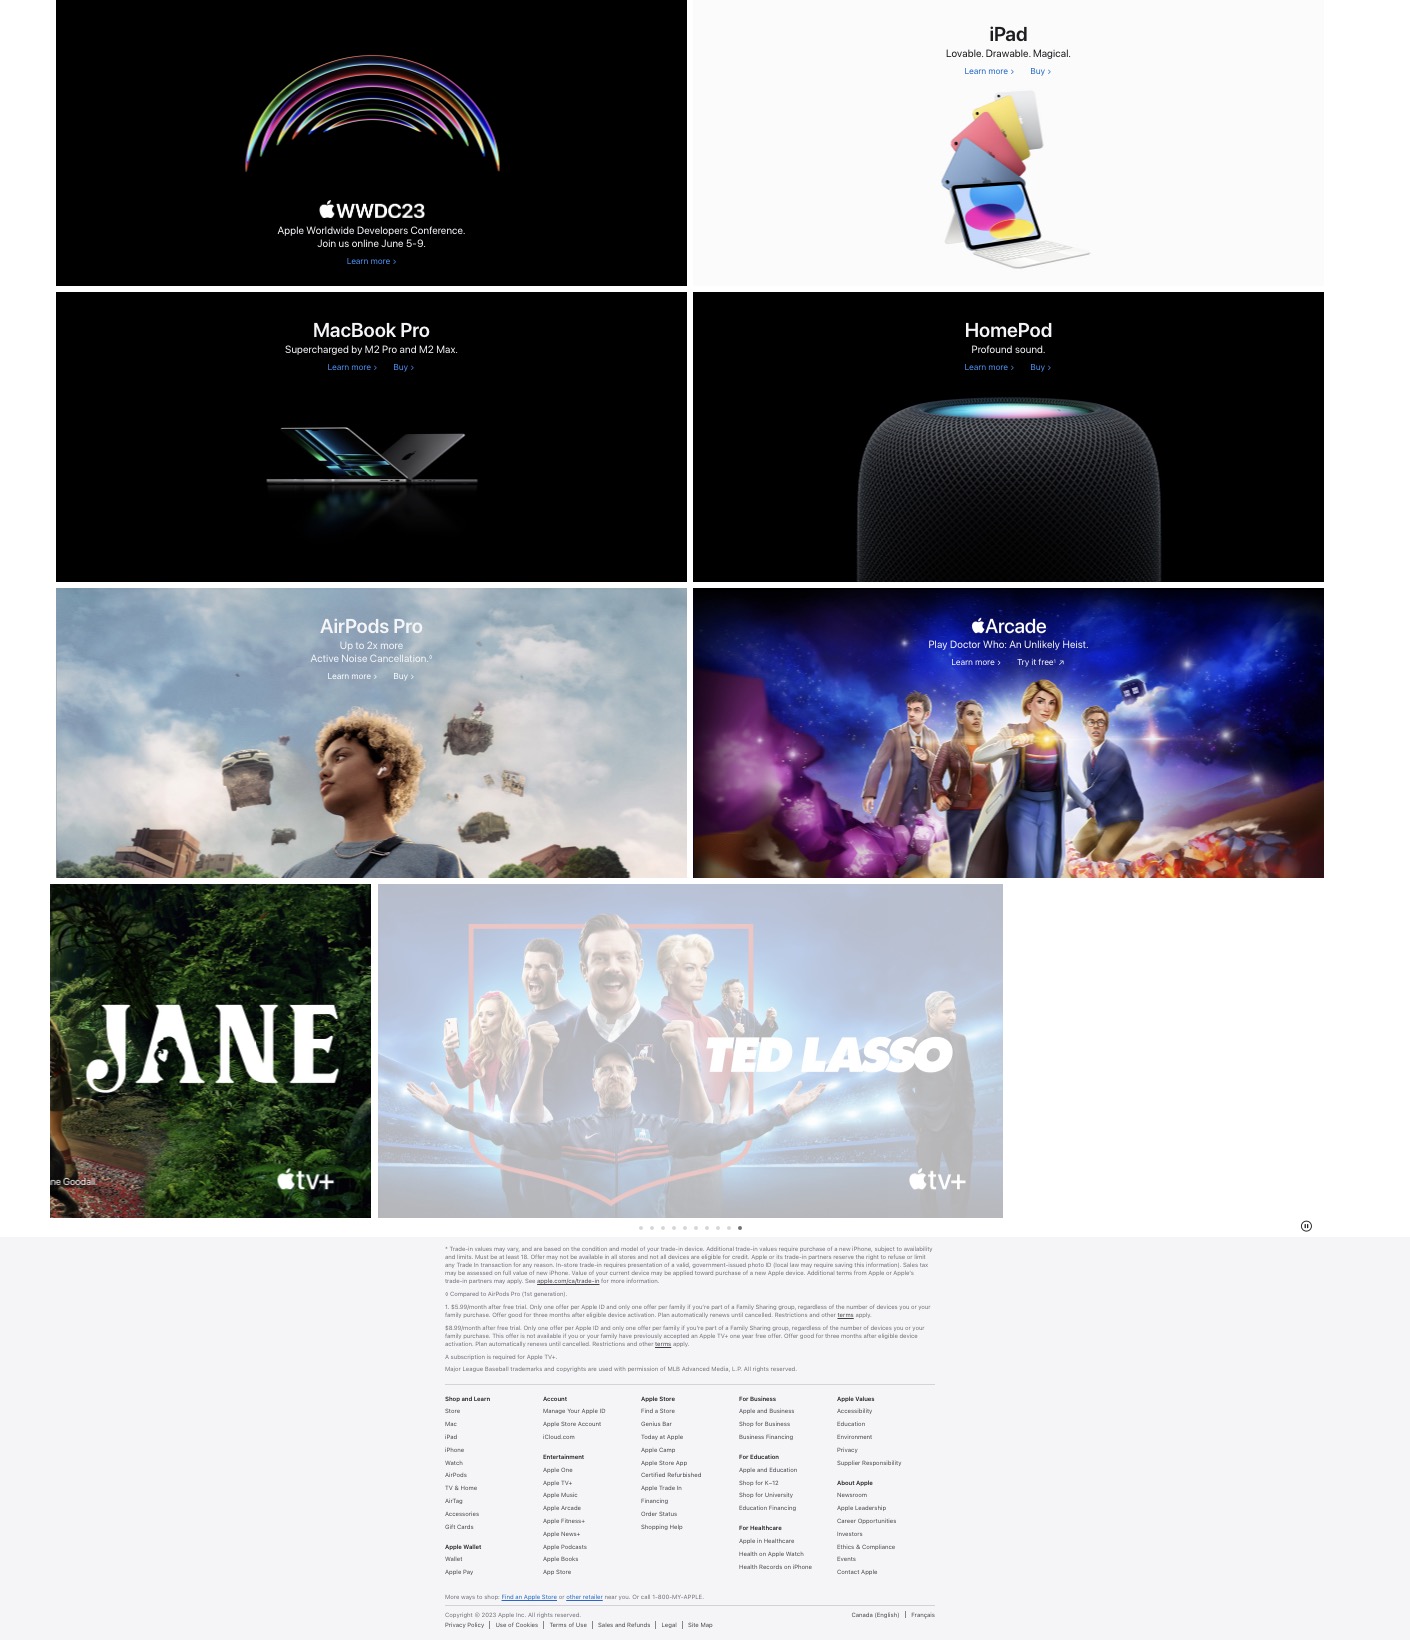 WWDC23
Apple Worldwide Developers Conference.
Join us online June 5-9.
Learn more >
iPad
Lovable. Drawable. Magical.
Learn more > Buy >
MacBook Pro
Supercharged by M2 Pro and M2 Max.
Learn more > Buy >
HomePod
Profound sound.
Learn more > Buy >
AirPods Pro
Up to 2x more
Active Noise Cancellation.◊
Learn more > Buy >
Arcade
Play Doctor Who: An Unlikely Heist.
Learn more > Try it free¹ ↗
JANE
ne Goodall.
tv+
TED LASSO
tv+
* Trade-in values may vary, and are based on the condition and model of your trade-in device. Additional trade-in values require purchase of a new iPhone, subject to availability
and limits. Must be at least 18. Offer may not be available in all stores and not all devices are eligible for credit. Apple or its trade-in partners reserve the right to refuse or limit
any Trade In transaction for any reason. In-store trade-in requires presentation of a valid, government-issued photo ID (local law may require saving this information). Sales tax
may be assessed on full value of new iPhone. Value of your current device may be applied toward purchase of a new Apple device. Additional terms from Apple or Apple's
trade-in partners may apply. See apple.com/ca/trade-in for more information.
◊ Compared to AirPods Pro (1st generation).
1. $5.99/month after free trial. Only one offer per Apple ID and only one offer per family if you're part of a Family Sharing group, regardless of the number of devices you or your
family purchase. Offer good for three months after eligible device activation. Plan automatically renews until cancelled. Restrictions and other terms apply.
$8.99/month after free trial. Only one offer per Apple ID and only one offer per family if you're part of a Family Sharing group, regardless of the number of devices you or your
family purchase. This offer is not available if you or your family have previously accepted an Apple TV+ one year free offer. Offer good for three months after eligible device
activation. Plan automatically renews until cancelled. Restrictions and other terms apply.
A subscription is required for Apple TV+.
Major League Baseball trademarks and copyrights are used with permission of MLB Advanced Media, L.P. All rights reserved.
Shop and Learn
Store
Mac
iPad
iPhone
Watch
AirPods
TV & Home
AirTag
Accessories
Gift Cards
Apple Wallet
Wallet
Apple Pay
Account
Manage Your Apple ID
Apple Store Account
iCloud.com
Entertainment
Apple One
Apple TV+
Apple Music
Apple Arcade
Apple Fitness+
Apple News+
Apple Podcasts
Apple Books
App Store
Apple Store
Find a Store
Genius Bar
Today at Apple
Apple Camp
Apple Store App
Certified Refurbished
Apple Trade In
Financing
Order Status
Shopping Help
For Business
Apple and Business
Shop for Business
Business Financing
For Education
Apple and Education
Shop for K–12
Shop for University
Education Financing
For Healthcare
Apple in Healthcare
Health on Apple Watch
Health Records on iPhone
Apple Values
Accessibility
Education
Environment
Privacy
Supplier Responsibility
About Apple
Newsroom
Apple Leadership
Career Opportunities
Investors
Ethics & Compliance
Events
Contact Apple
More ways to shop: Find an Apple Store or other retailer near you. Or call 1-800-MY-APPLE.
Copyright © 2023 Apple Inc. All rights reserved.
Canada (English) | Français
Privacy Policy | Use of Cookies | Terms of Use | Sales and Refunds | Legal | Site Map